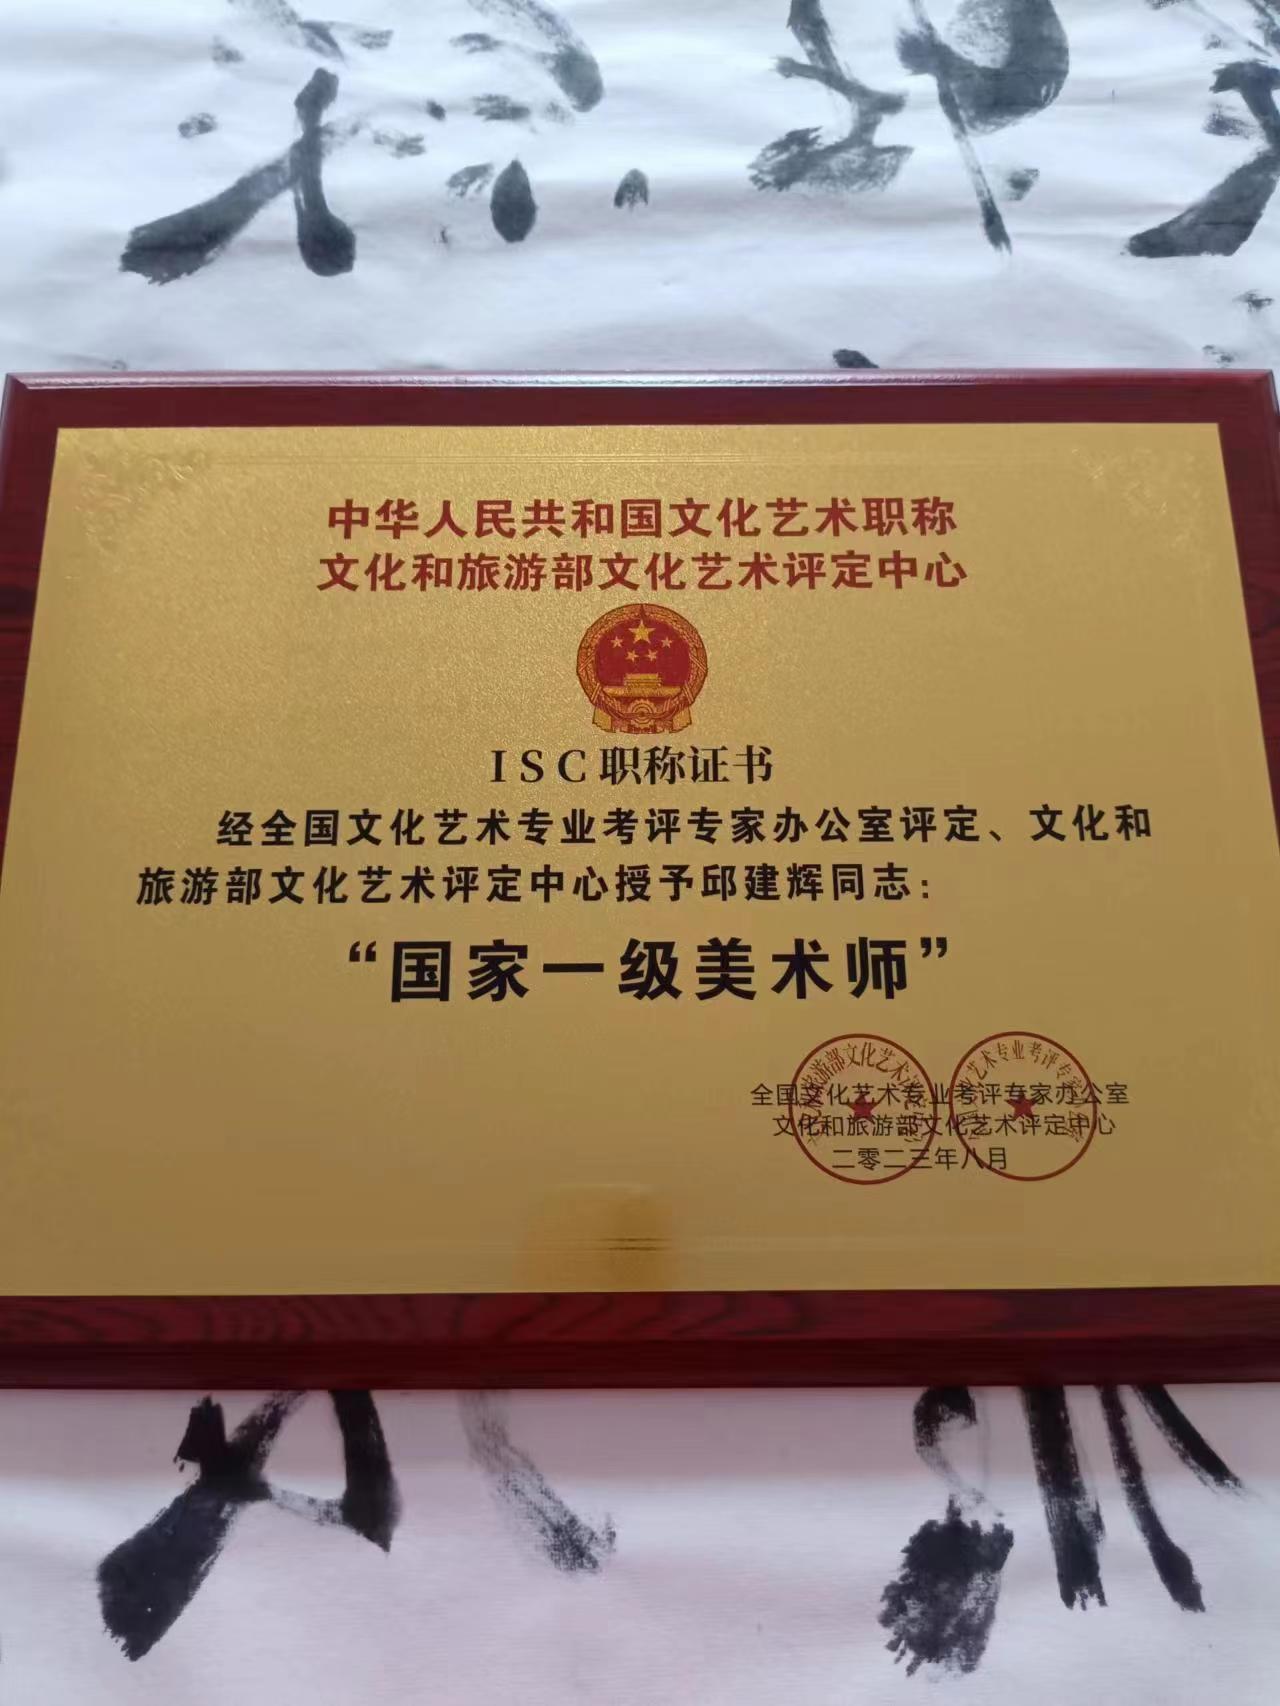 中华人民共和国文化艺术职称
文化和旅游部文化艺术评定中心
ISC职称证书
经全国文化艺术专业考评专家办公室评定、文化和
旅游部文化艺术评定中心授予邱建辉同志:
“国家一级美术师”
全国文化艺术专业考评专家办公室
文化和旅游部文化艺术评定中心
二零二三年八月